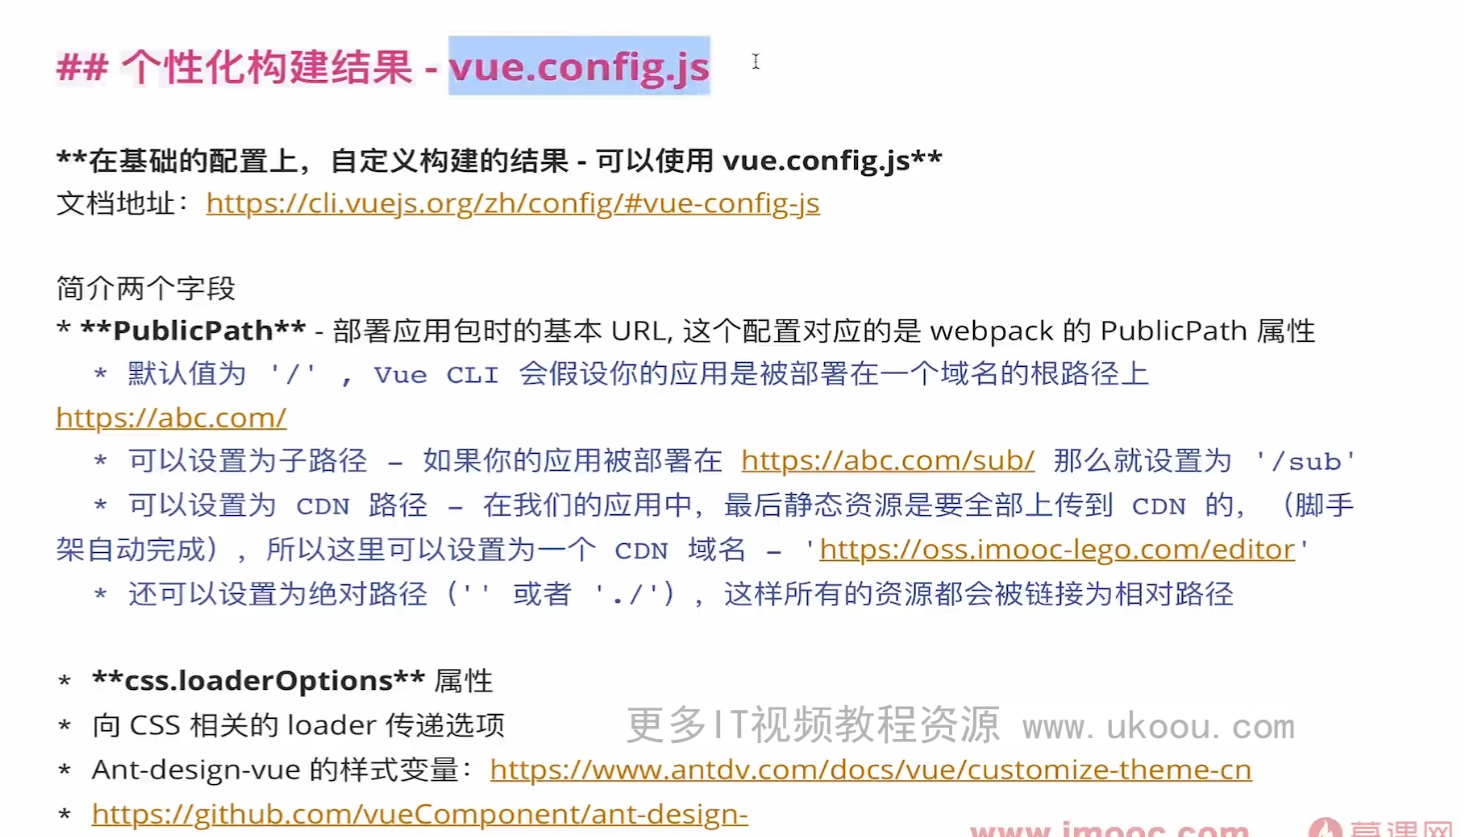 ## 个性化构建结果 - vue.config.js
**在基础的配置上，自定义构建的结果 - 可以使用 vue.config.js**
文档地址：https://cli.vuejs.org/zh/config/#vue-config-js
简介两个字段
* **PublicPath** - 部署应用包时的基本 URL, 这个配置对应的是 webpack 的 PublicPath 属性
* 默认值为 '/' , Vue CLI 会假设你的应用是被部署在一个域名的根路径上
https://abc.com/
* 可以设置为子路径 - 如果你的应用被部署在 https://abc.com/sub/ 那么就设置为 '/sub'
* 可以设置为 CDN 路径 - 在我们的应用中，最后静态资源是要全部上传到 CDN 的，（脚手
架自动完成），所以这里可以设置为一个 CDN 域名 - 'https://oss.imooc-lego.com/editor'
* 还可以设置为绝对路径（'' 或者 './'），这样所有的资源都会被链接为相对路径
* **css.loaderOptions** 属性
* 向 CSS 相关的 loader 传递选项
更多IT视频教程资源 www.ukoou.com
* Ant-design-vue 的样式变量：https://www.antdv.com/docs/vue/customize-theme-cn
* https://github.com/vueComponent/ant-design-
www.imooc.com 慕课网